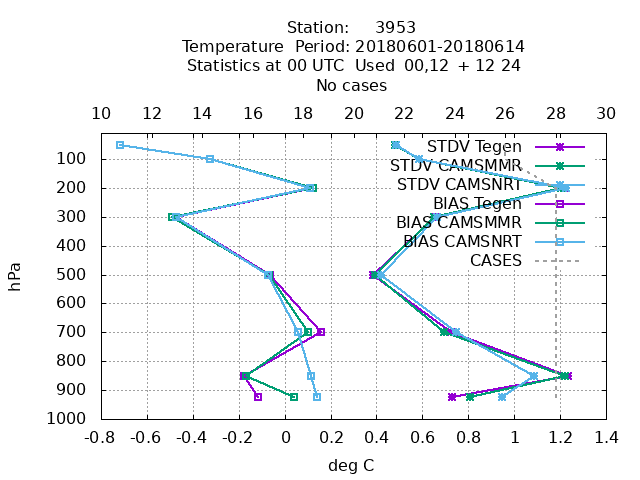 Station: 3953
Temperature Period: 20180601-20180614
Statistics at 00 UTC Used 00,12 + 12 24
No cases
10 12 14 16 18 20 22 24 26 28 30
STDV Tegen
100
STDV CAMSMMR
200
STDV CAMSNRT
BIAS Tegen
300
BIAS CAMSMMR
400
BIAS CAMSNRT
CASES
500
600
700
800
900
1000
hPa
-0.8 -0.6 -0.4 -0.2 0 0.2 0.4 0.6 0.8 1 1.2 1.4
deg C